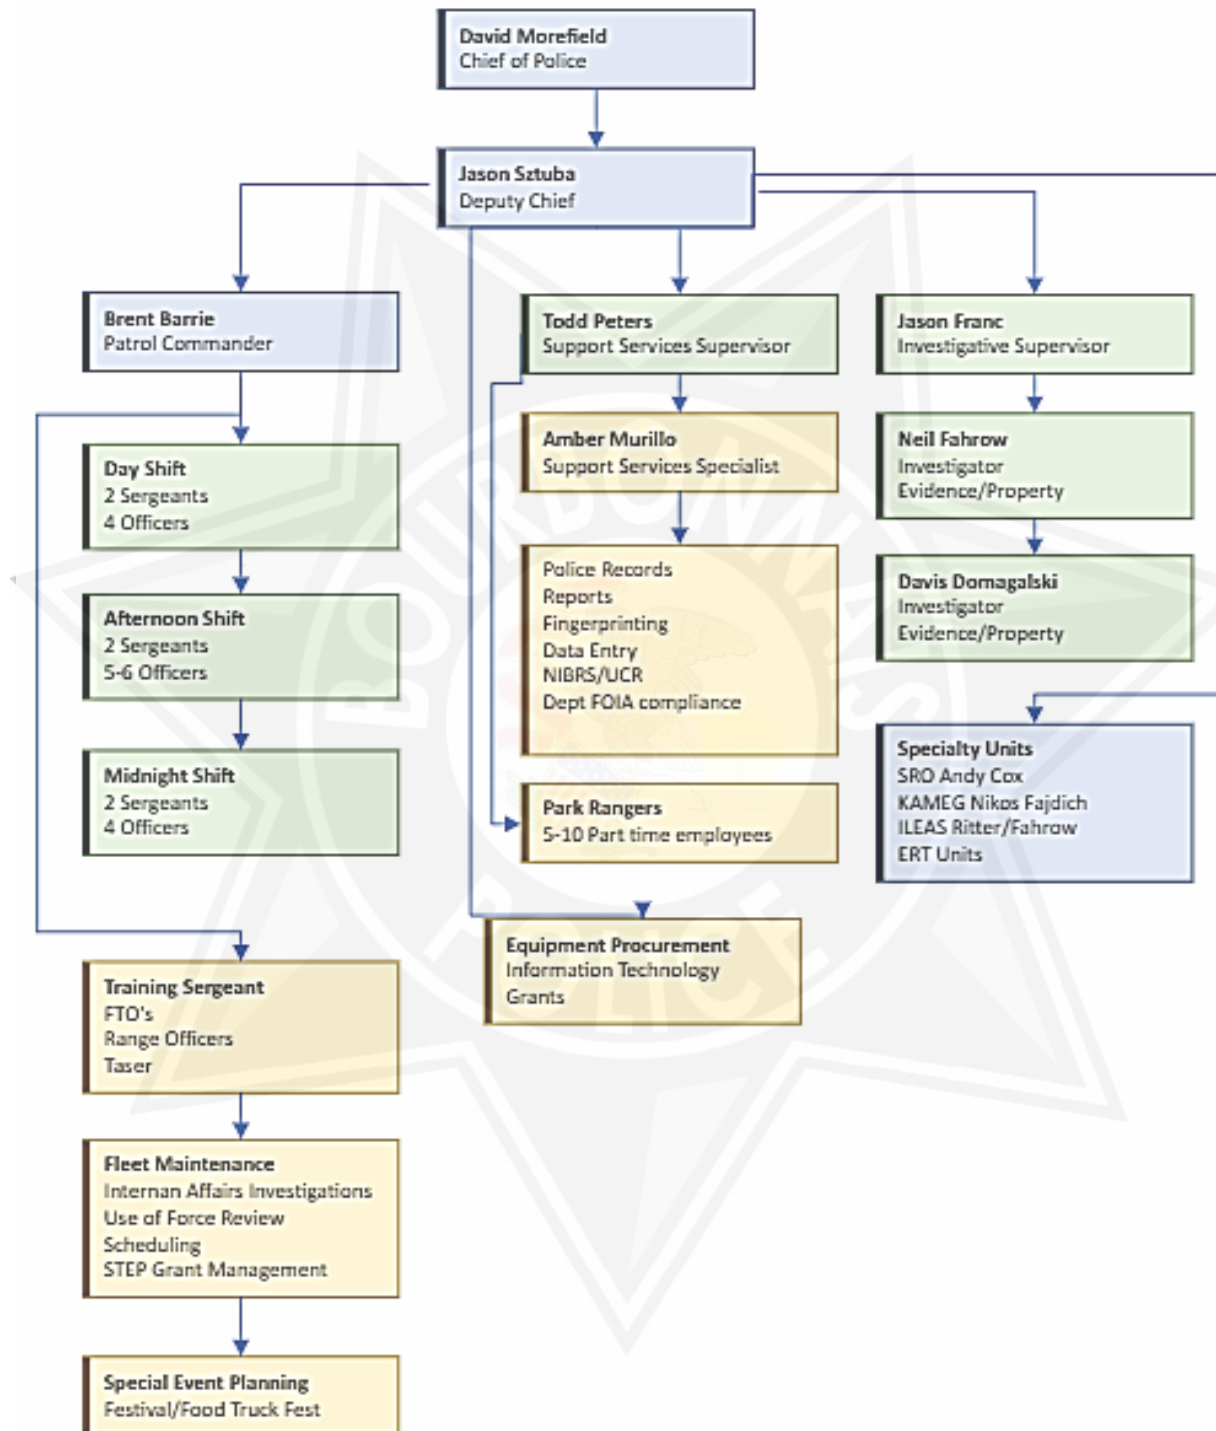 David Morefield
Chief of Police
Jason Sztuba
Deputy Chief
Brent Barrie
Patrol Commander
Todd Peters
Support Services Supervisor
Jason Franc
Investigative Supervisor
Day Shift
2 Sergeants
4 Officers
Amber Murillo
Support Services Specialist
Neil Fahrow
Investigator
Evidence/Property
Afternoon Shift
2 Sergeants
5-6 Officers
Police Records
Reports
Fingerprinting
Data Entry
NIBRS/UCR
Dept FOIA compliance
Davis Domagalski
Investigator
Evidence/Property
Midnight Shift
2 Sergeants
4 Officers
Park Rangers
5-10 Part time employees
Specialty Units
SRO Andy Cox
KAMEG Nikos Fajdich
ILEAS Ritter/Fahrow
ERT Units
Equipment Procurement
Information Technology
Grants
Training Sergeant
FTO's
Range Officers
Taser
Fleet Maintenance
Internan Affairs Investigations
Use of Force Review
Scheduling
STEP Grant Management
Special Event Planning
Festival/Food Truck Fest
BOURBONNAIS
POLICE